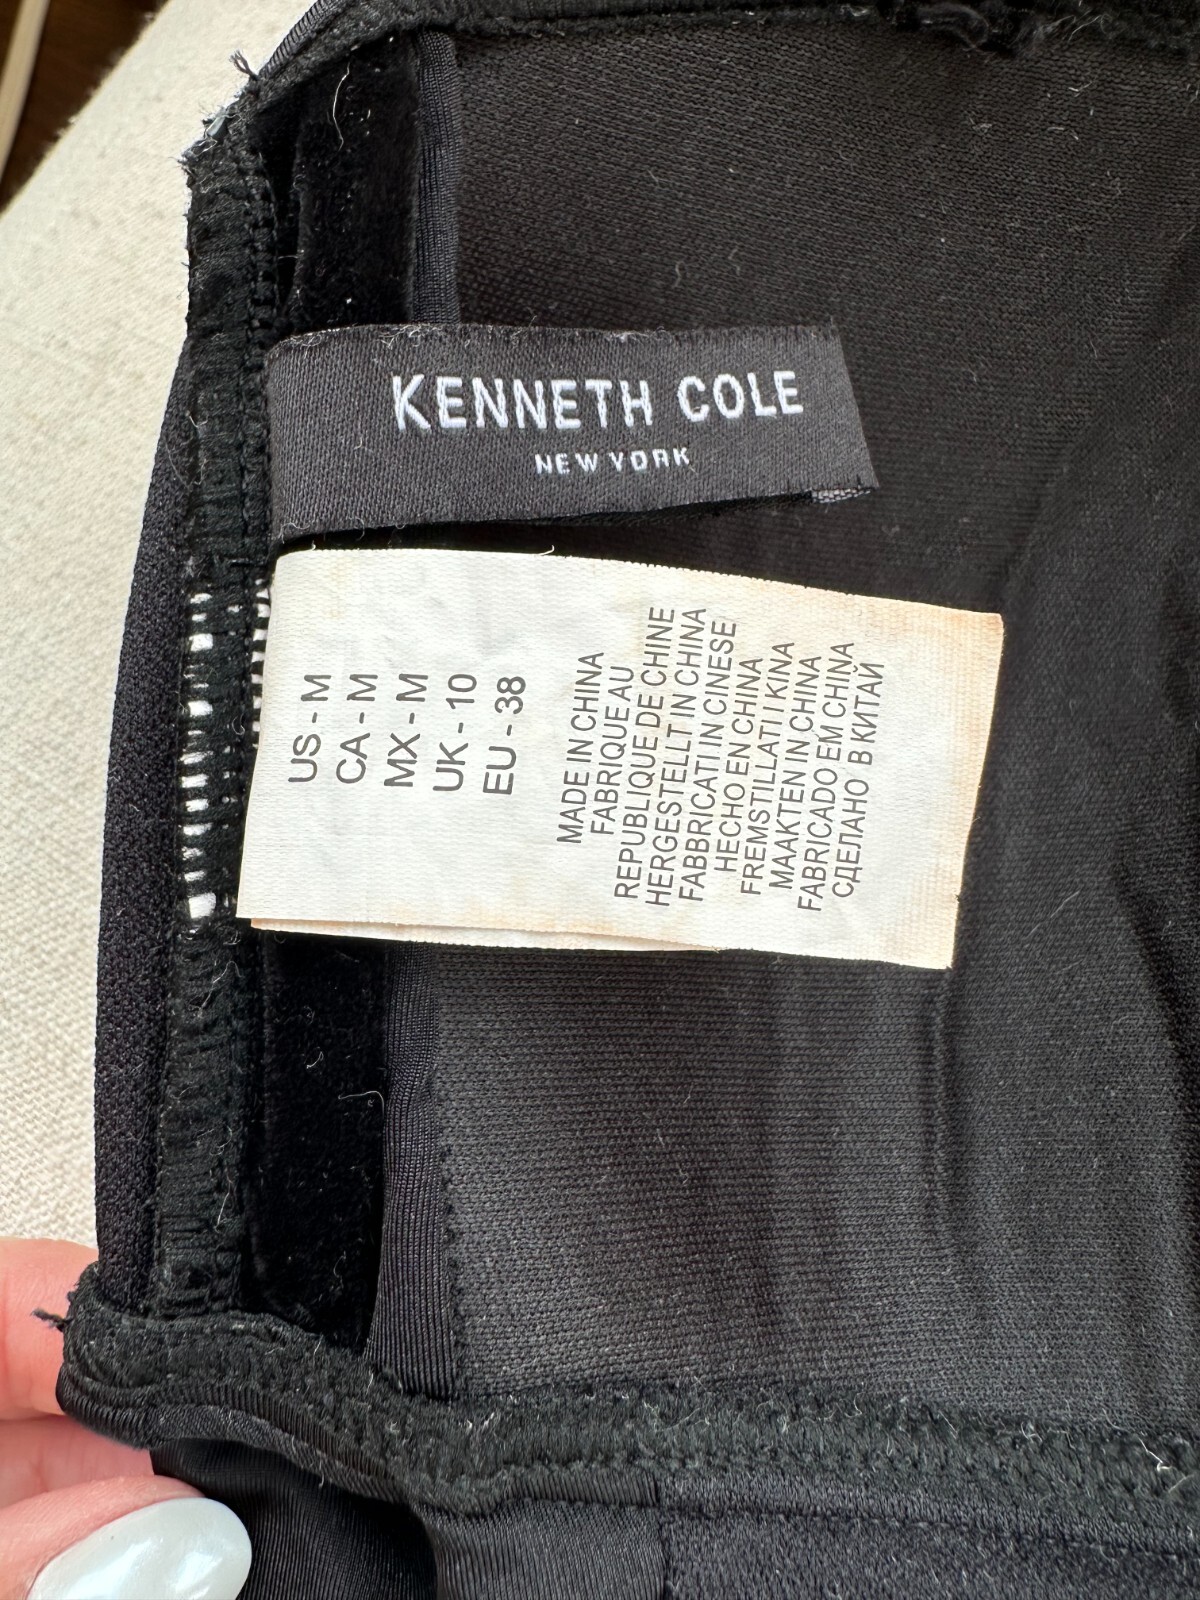 KENNETH COLE
NEW YORK
US - M
CA - M
MX - M
UK - 10
EU - 38
MADE IN CHINA
FABRIQUE AU
REPUBLIQUE DE CHINE
HERGESTELLT IN CHINA
FABBRICATI IN CINESE
HECHO EN CHINA
FREMSTILLAT I KINA
MAAKTEN IN CHINA
FABRICADO EM CHINA
СДЕЛАНО В КИТАЙ